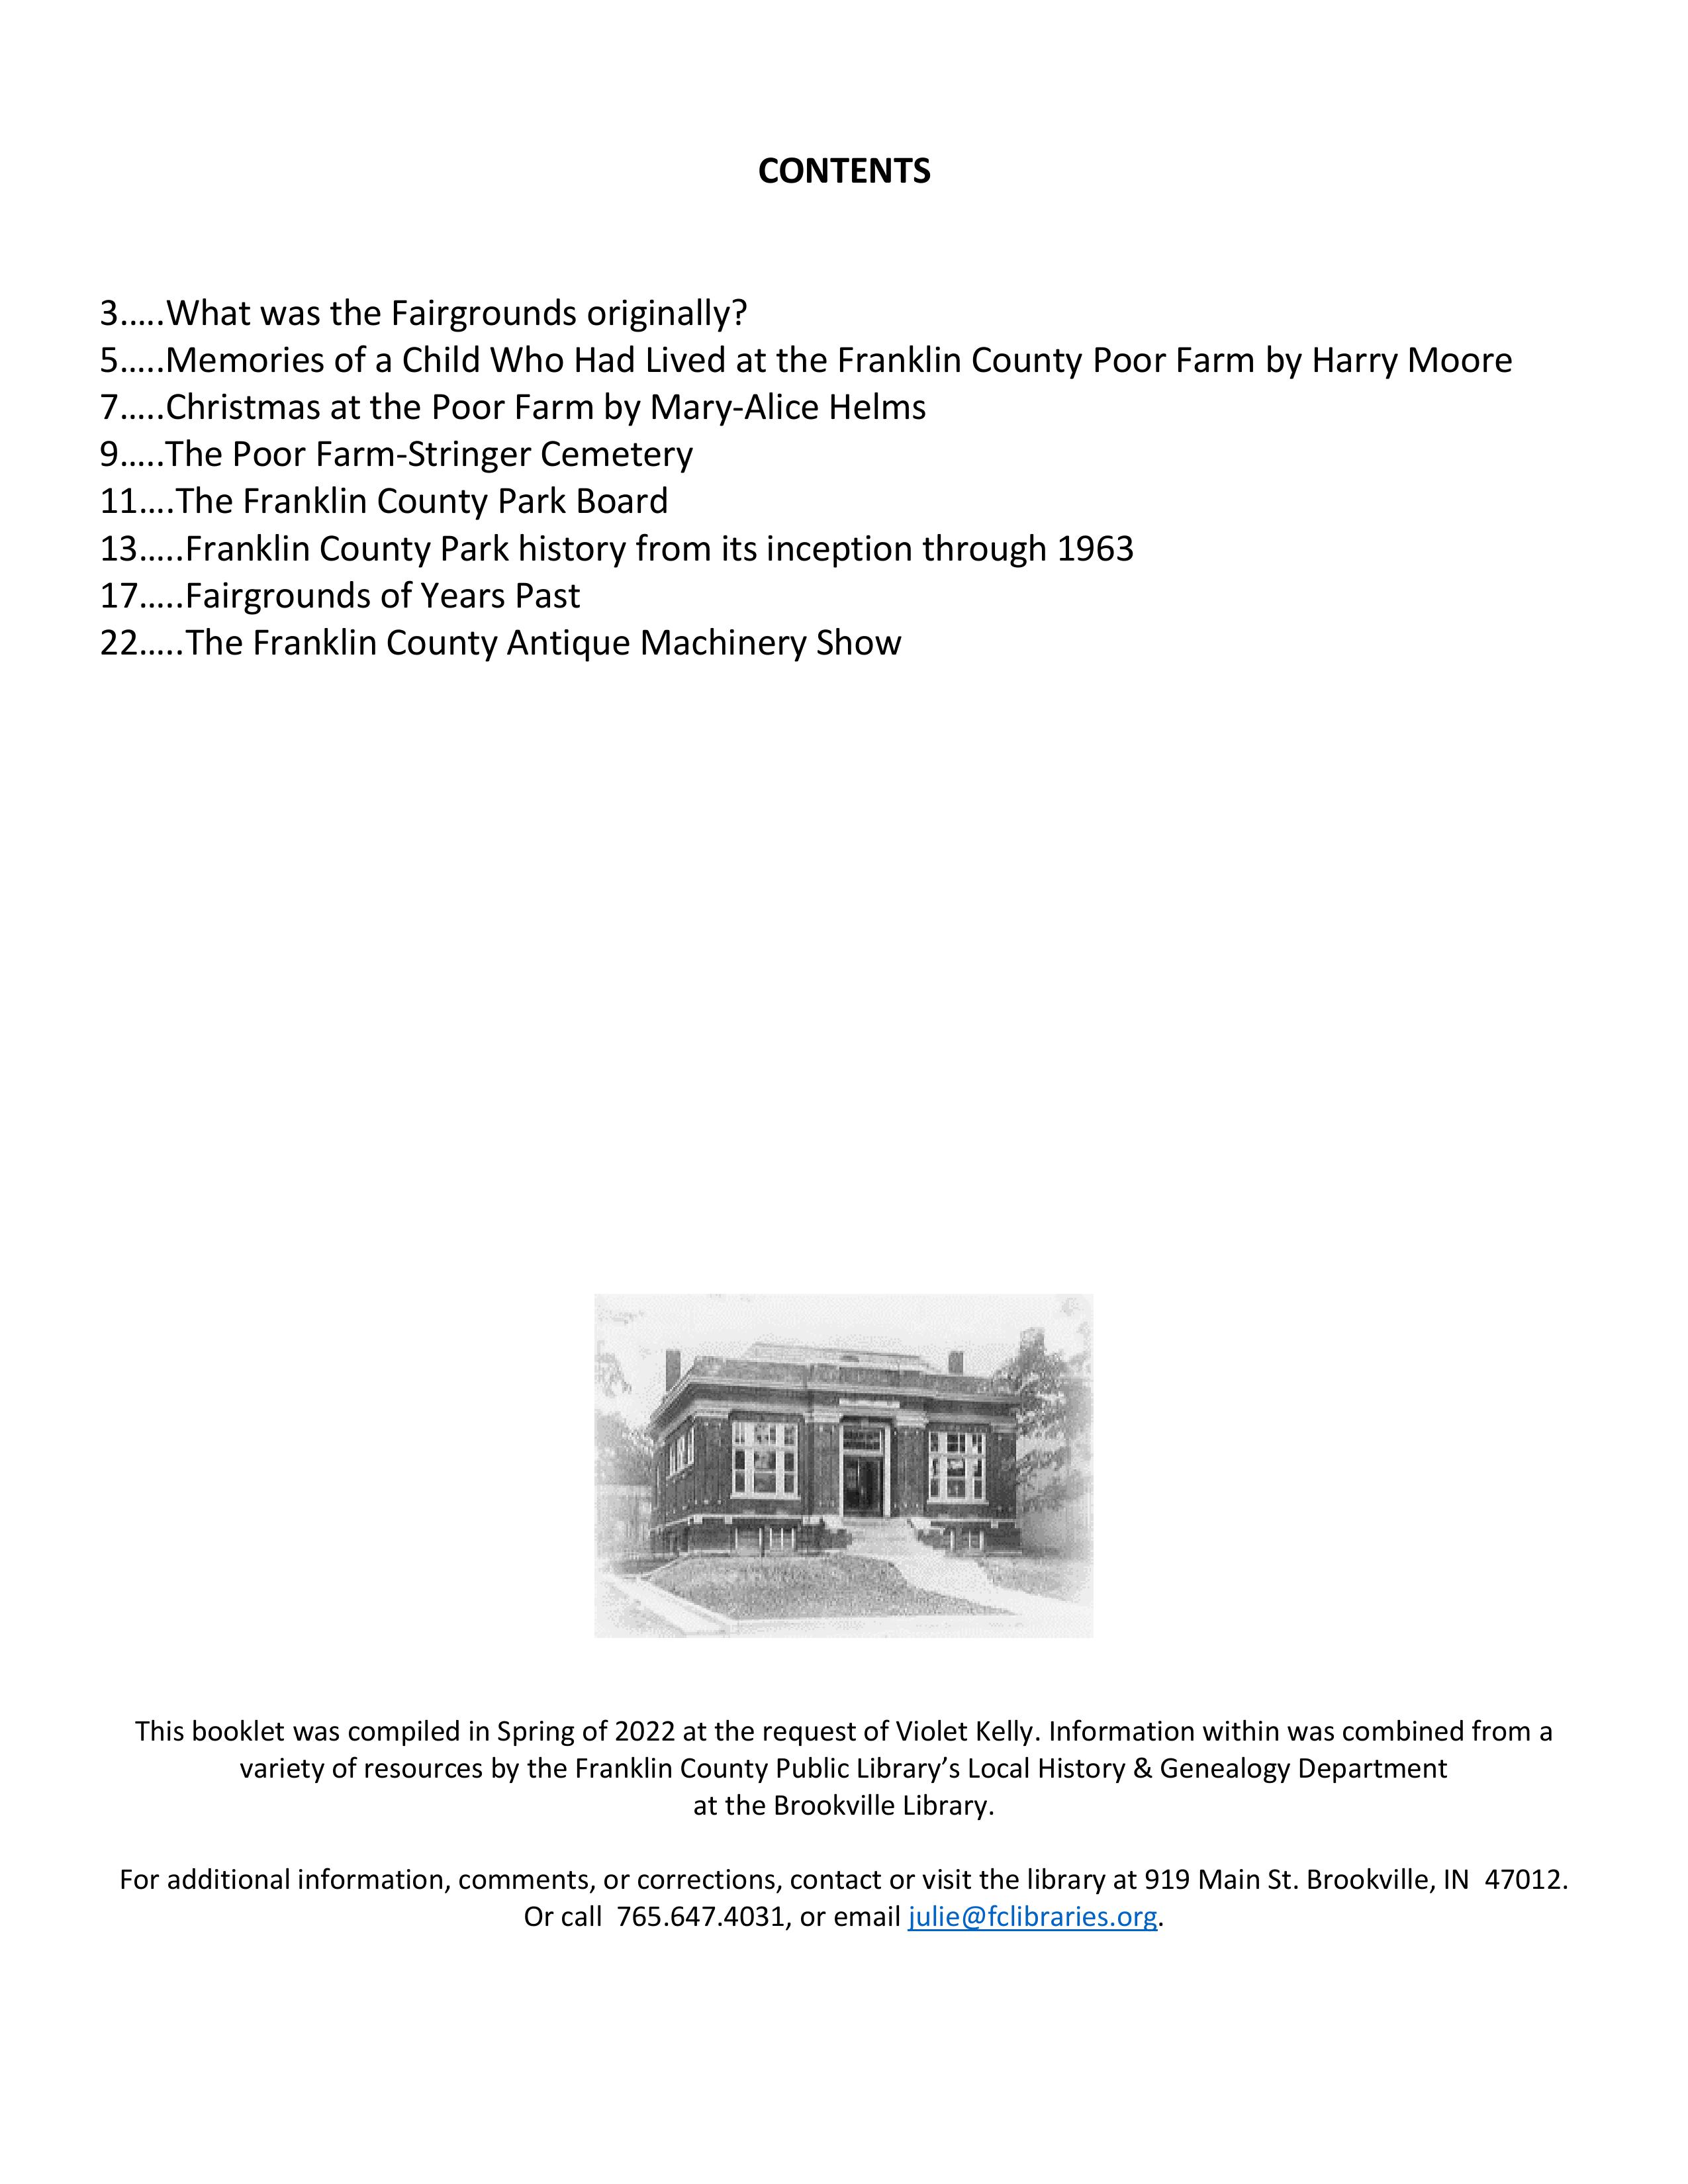 CONTENTS
3.....What was the Fairgrounds originally?
5.....Memories of a Child Who Had Lived at the Franklin County Poor Farm by Harry Moore
7.....Christmas at the Poor Farm by Mary-Alice Helms
9.....The Poor Farm-Stringer Cemetery
11....The Franklin County Park Board
13.....Franklin County Park history from its inception through 1963
17.....Fairgrounds of Years Past
22.....The Franklin County Antique Machinery Show
This booklet was compiled in Spring of 2022 at the request of Violet Kelly. Information within was combined from a
variety of resources by the Franklin County Public Library’s Local History & Genealogy Department
at the Brookville Library.
For additional information, comments, or corrections, contact or visit the library at 919 Main St. Brookville, IN  47012.
Or call  765.647.4031, or email julie@fclibraries.org.